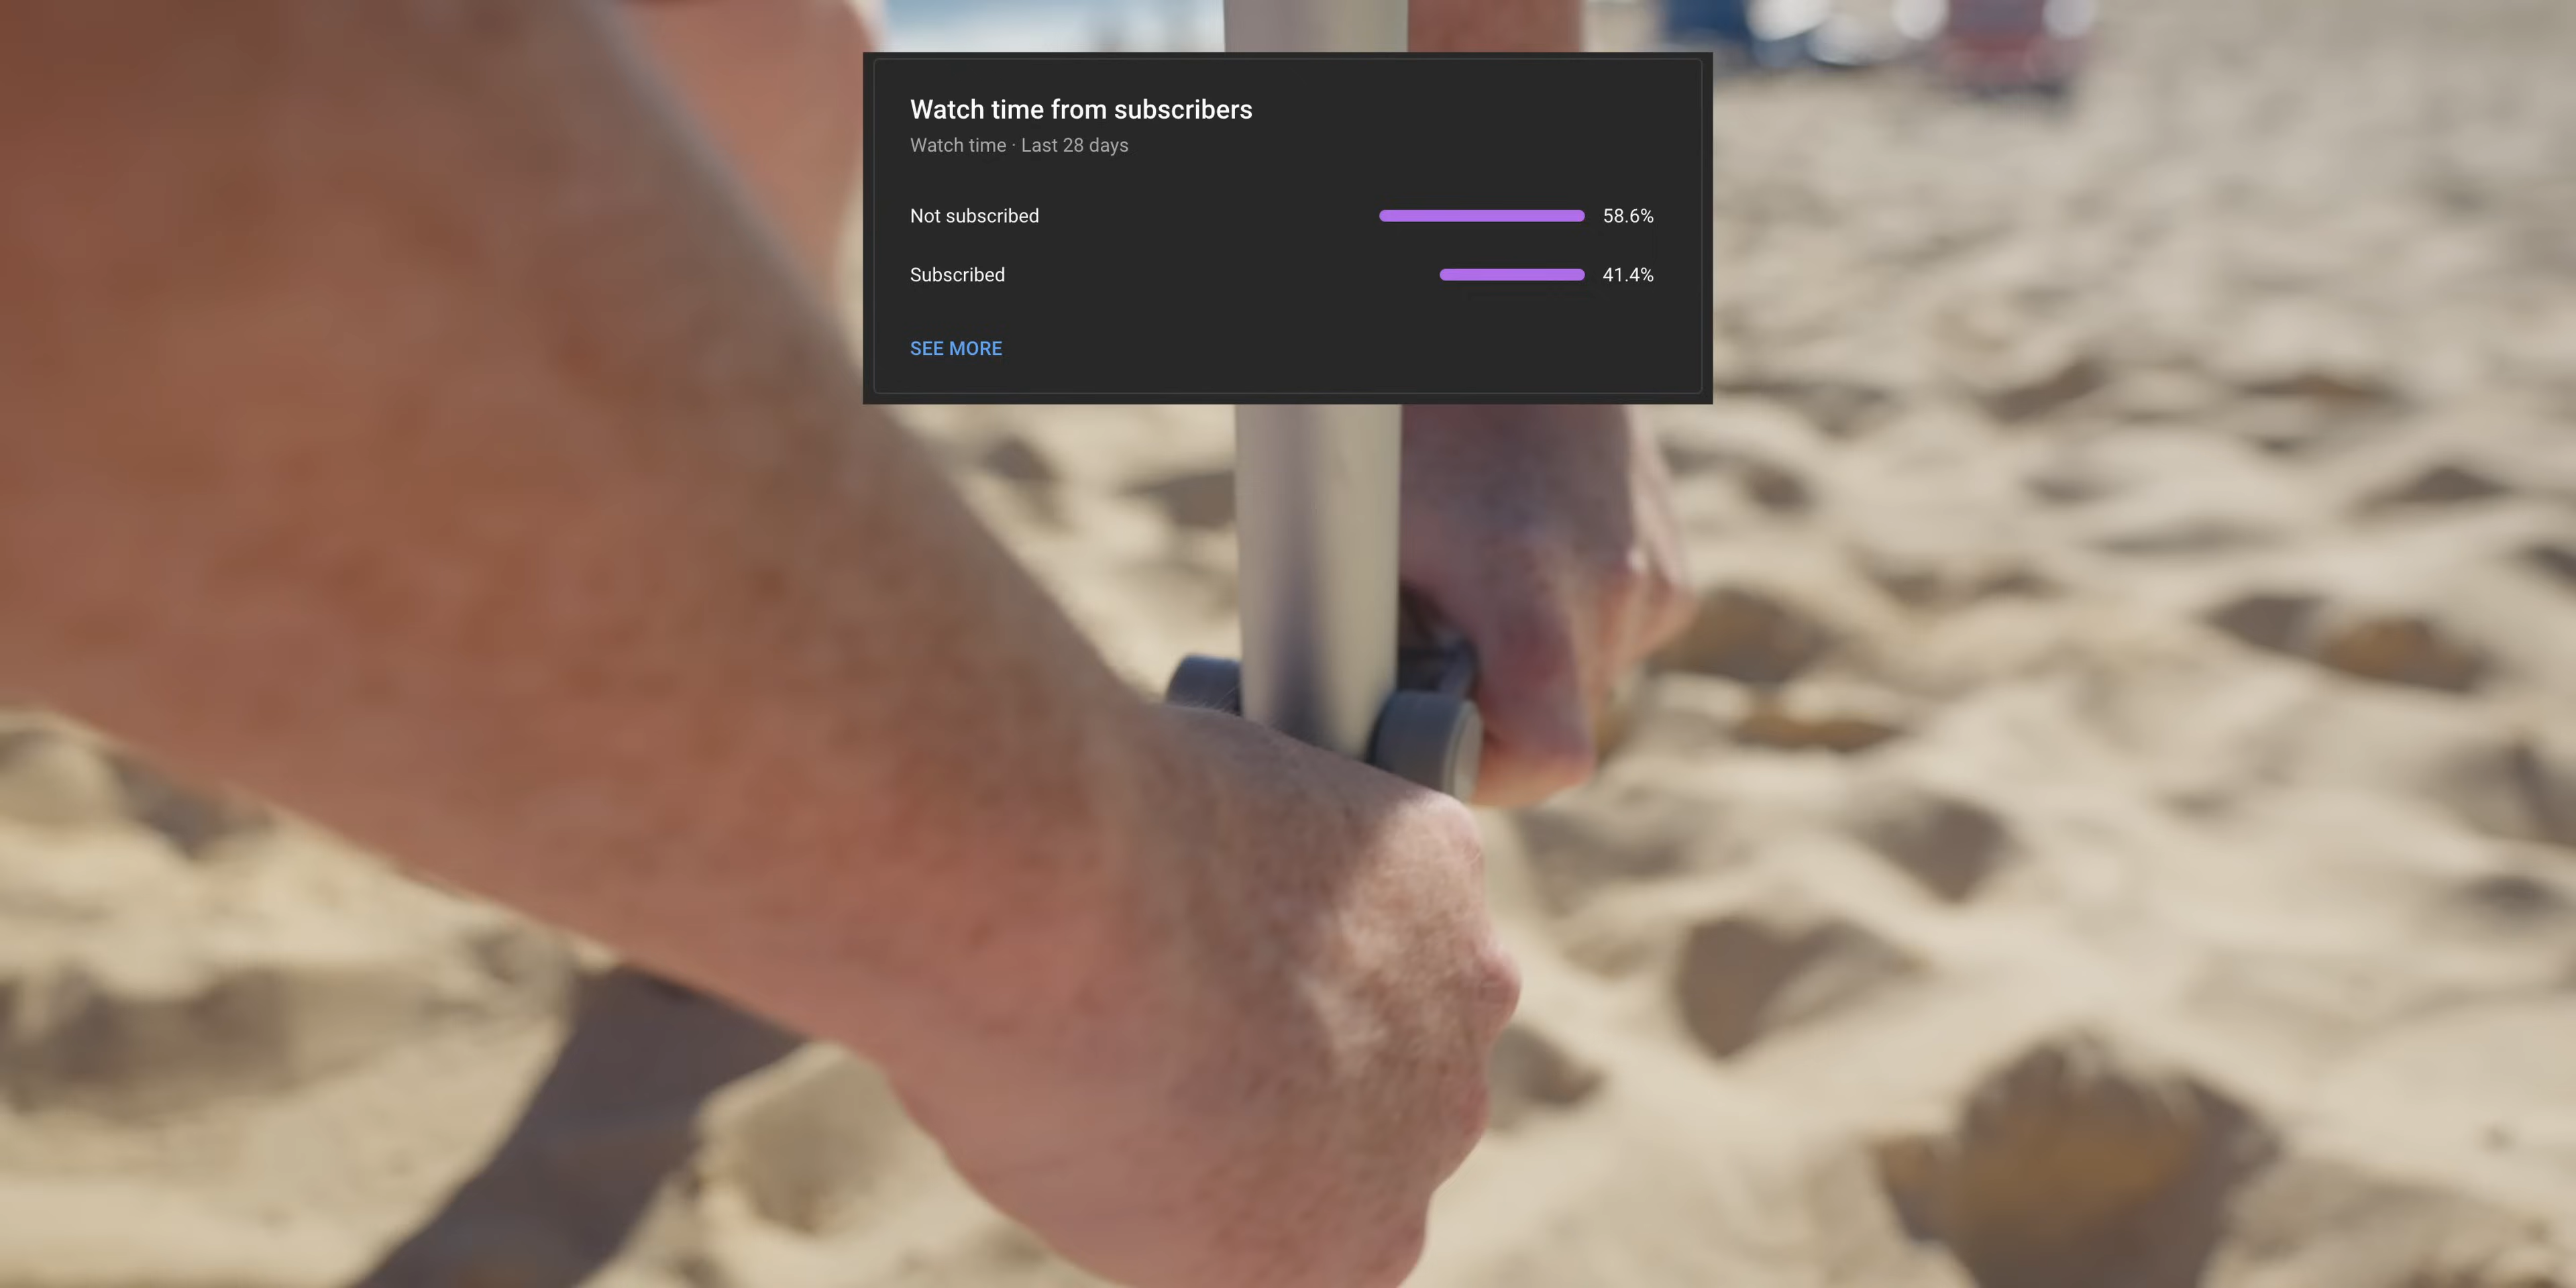 Watch time from subscribers
Watch time · Last 28 days
Not subscribed 58.6%
Subscribed 41.4%
SEE MORE